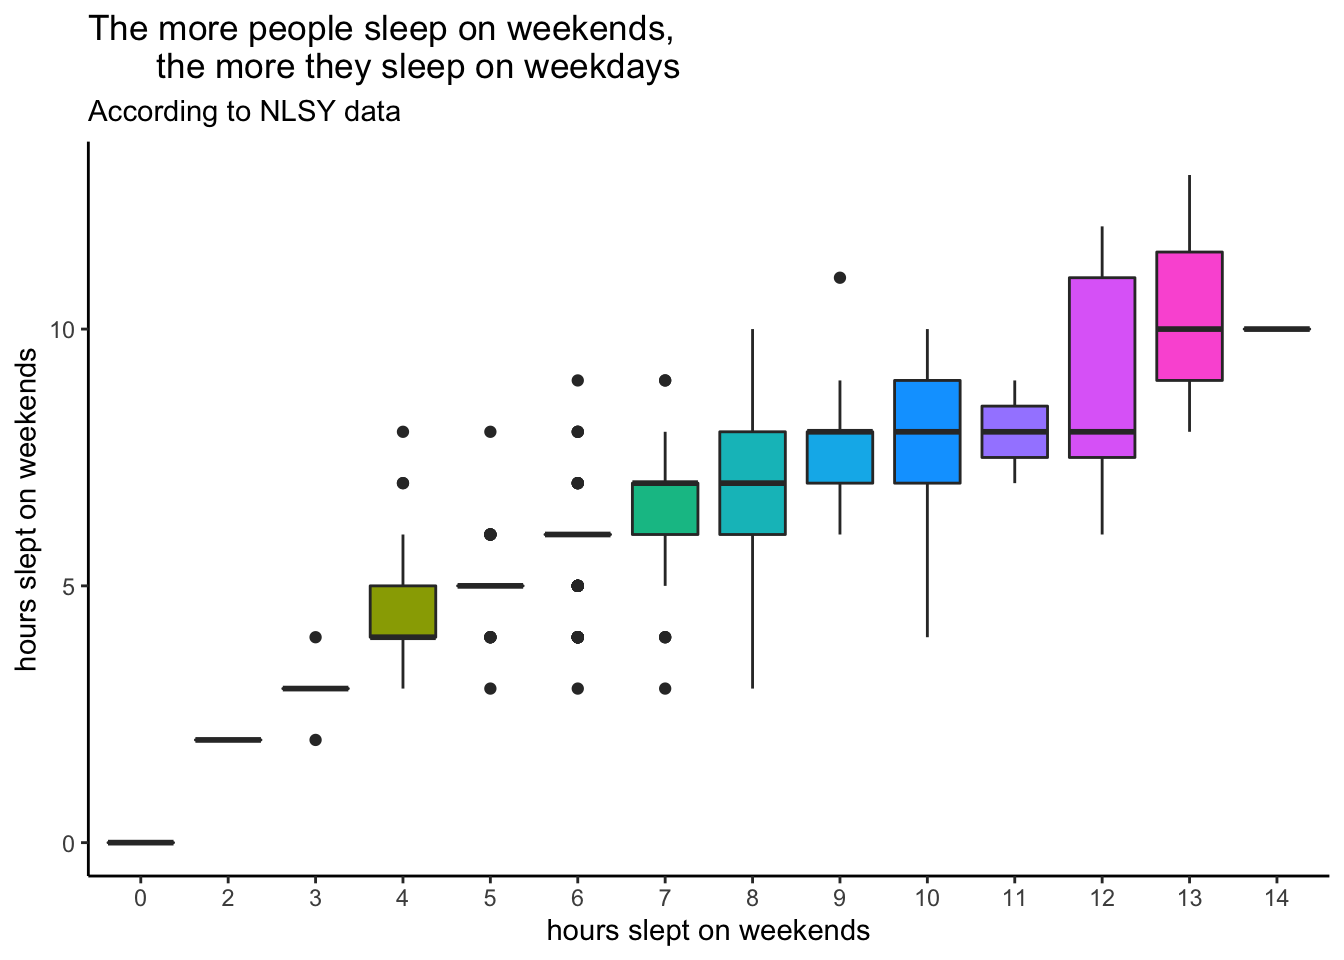 The more people sleep on weekends,
the more they sleep on weekdays
According to NLSY data
hours slept on weekends
10
5
0
0 2 3 4 5 6 7 8 9 10 11 12 13 14
hours slept on weekends